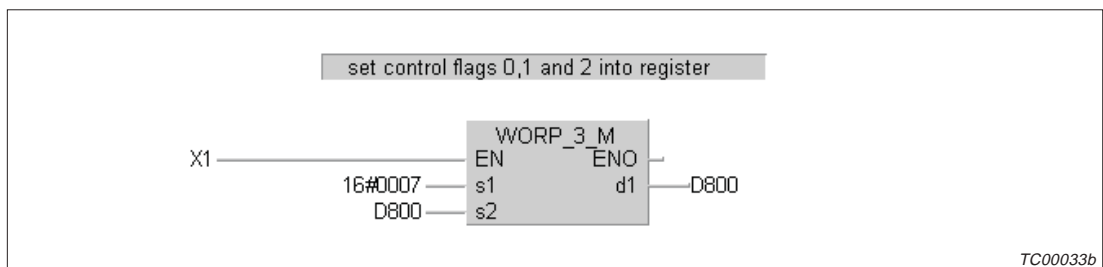 set control flags 0,1 and 2 into register
WORP_3_M
X1 EN ENO
16#0007 s1 d1 D800
D800 s2
TC00033b